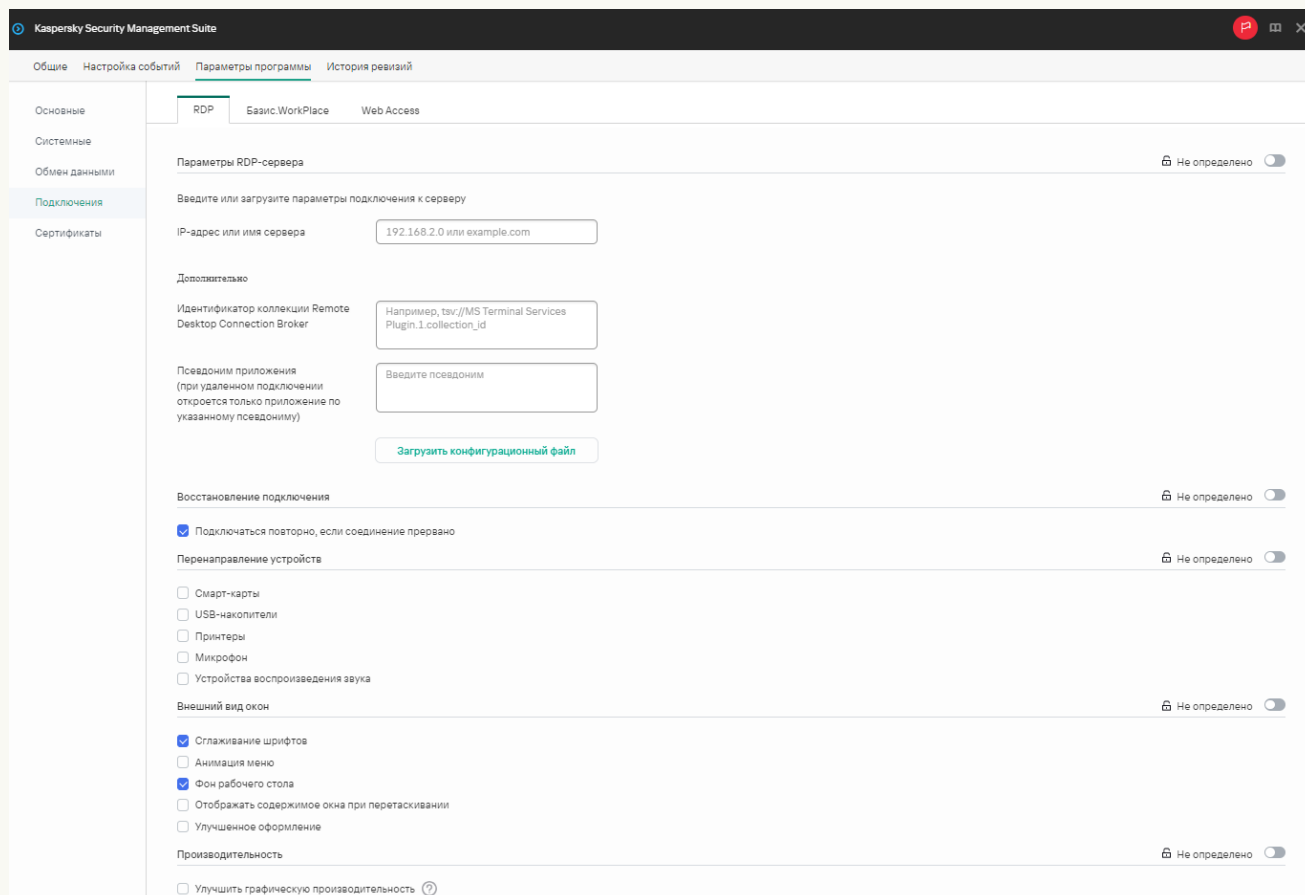 Kaspersky Security Management Suite
Общие Настройка событий Параметры программы История ревизий
Основные
Системные
Обмен данными
Подключения
Сертификаты
RDP Базис.WorkPlace Web Access
Параметры RDP-сервера Не определено
Введите или загрузите параметры подключения к серверу
IP-адрес или имя сервера 192.168.2.0 или example.com
Дополнительно
Идентификатор коллекции Remote
Desktop Connection Broker
Например, tsv://MS Terminal Services
Plugin.1.collection_id
Псевдоним приложения
(при удаленном подключении
откроется только приложение по
указанному псевдониму)
Введите псевдоним
Загрузить конфигурационный файл
Восстановление подключения Не определено
Подключаться повторно, если соединение прервано
Перенаправление устройств Не определено
Смарт-карты
USB-накопители
Принтеры
Микрофон
Устройства воспроизведения звука
Внешний вид окон Не определено
Сглаживание шрифтов
Анимация меню
Фон рабочего стола
Отображать содержимое окна при перетаскивании
Улучшенное оформление
Производительность Не определено
Улучшить графическую производительность ?